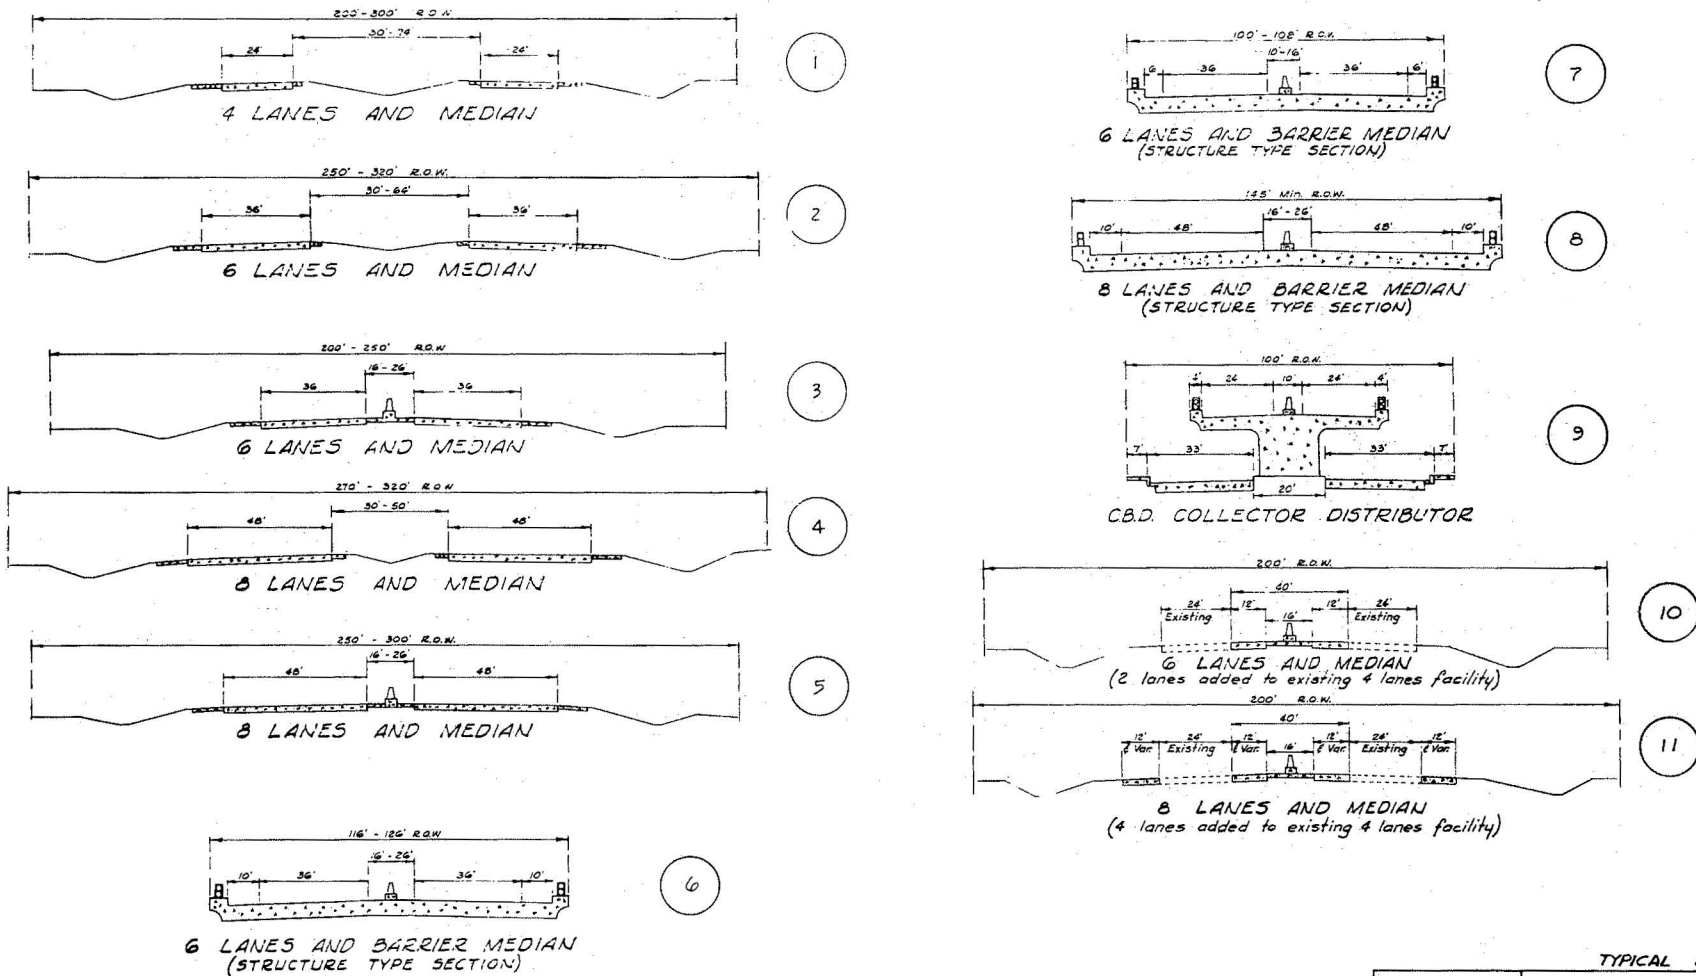 200'-300' R.O.W.
30'-74'
24'
24'
1
4 LANES AND MEDIAN
250' - 320' R.O.W.
30'-64'
36'
36'
2
6 LANES AND MEDIAN
200' - 250' R.O.W
16'-26'
36
36
3
6 LANES AND MEDIAN
270' - 320' R.O.W
30'-50'
48'
48'
4
8 LANES AND MEDIAN
250' - 300' R.O.W.
16'-26'
48'
48'
5
8 LANES AND MEDIAN
116' - 126' R.O.W
16'-26'
10'
36'
36'
10'
6
6 LANES AND BARRIER MEDIAN
(STRUCTURE TYPE SECTION)
100' - 108' R.O.W.
10'-16'
6
36
36'
6'
7
6 LANES AND BARRIER MEDIAN
(STRUCTURE TYPE SECTION)
145' Min. R.O.W.
16'-26'
10'
48'
48'
10'
8
8 LANES AND BARRIER MEDIAN
(STRUCTURE TYPE SECTION)
100' R.O.W.
4'
24
10'
24'
4'
9
7'
33'
33'
7'
20'
C.B.D. COLLECTOR DISTRIBUTOR
200' R.O.W.
40'
24' Existing
12'
16'
12'
24' Existing
10
6 LANES AND MEDIAN
(2 lanes added to existing 4 lanes facility)
200' R.O.W.
40'
12' & Var.
24' Existing
12' & Var.
16'
12' & Var.
24' Existing
12' & Var.
11
8 LANES AND MEDIAN
(4 lanes added to existing 4 lanes facility)
TYPICAL